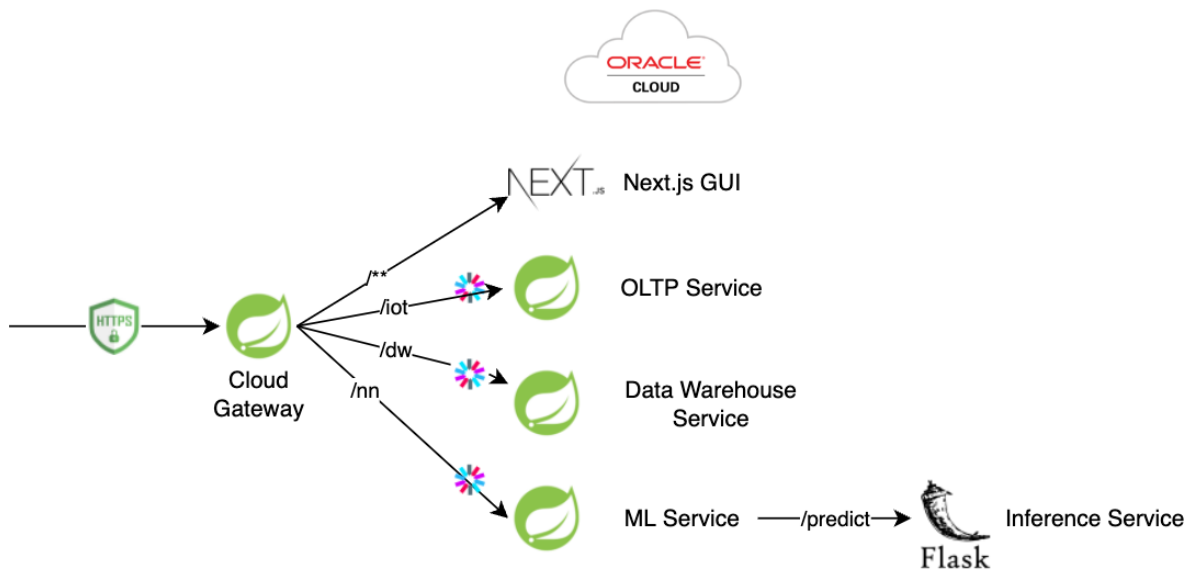 ORACLE
CLOUD
NEXT.JS
Next.js GUI
/**
/iot
OLTP Service
HTTPS
Cloud
Gateway
/dw
/nn
Data Warehouse
Service
ML Service
/predict
Flask
Inference Service